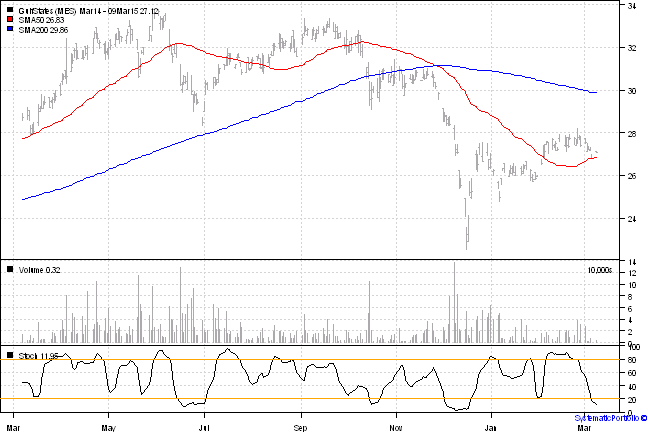 GulfStates (MES) Mar14 - 09Mar15 27.12
SMA50 26.83
SMA200 29.86
34
32
30
28
26
24
Volume 0.32
10,000s
14
12
10
8
6
4
2
0
Stoch 11.95
100
80
60
40
20
0
Mar May Jul Sep Nov Jan Mar
SystematicPortfolio ©